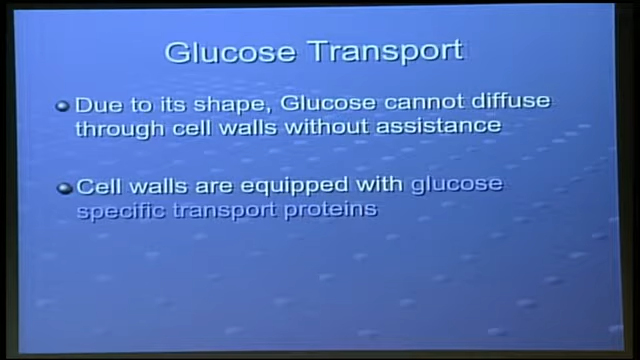 Glucose Transport
Due to its shape, Glucose cannot diffuse
through cell walls without assistance
Cell walls are equipped with glucose
specific transport proteins